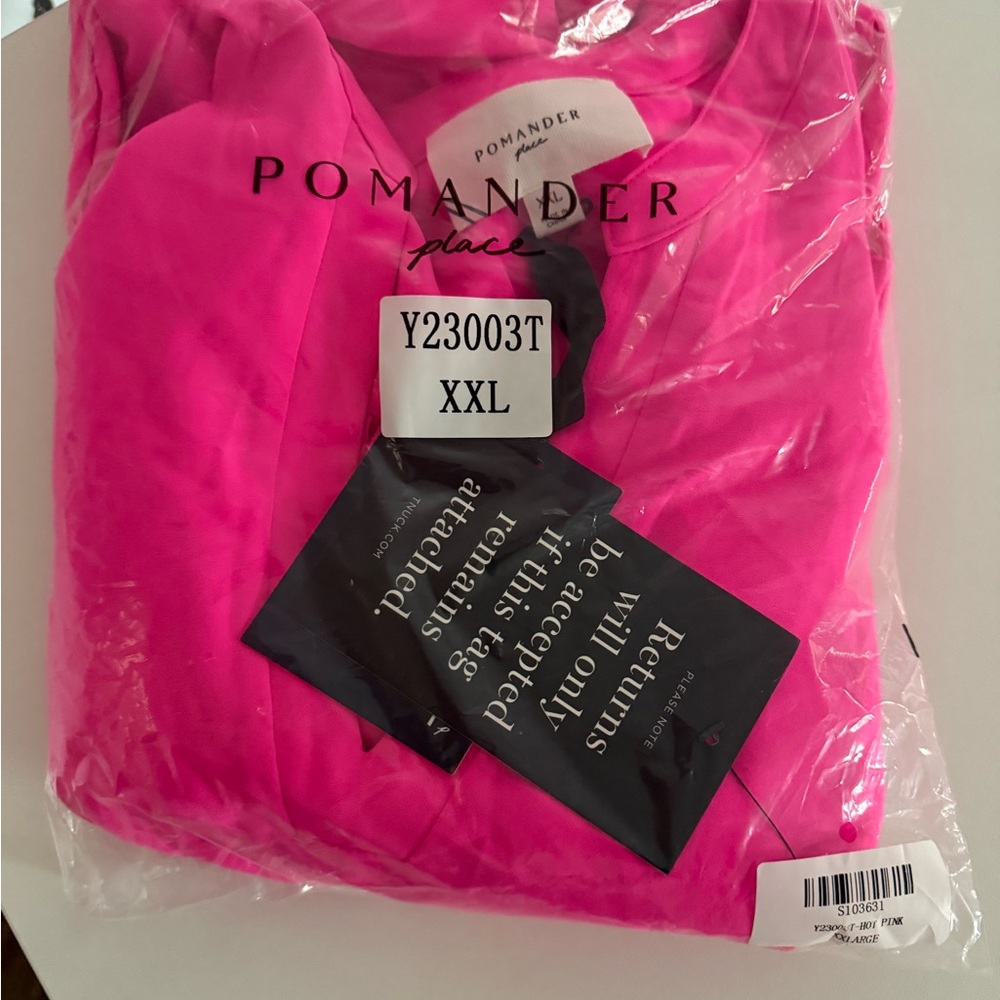 POMANDER
place
XXL
POMANDER
place
Y23003T
XXL
PLEASE NOTE
Returns
will only
be accepted
if this tag
remains
attached.
TNUCK.COM
S103631
PINK